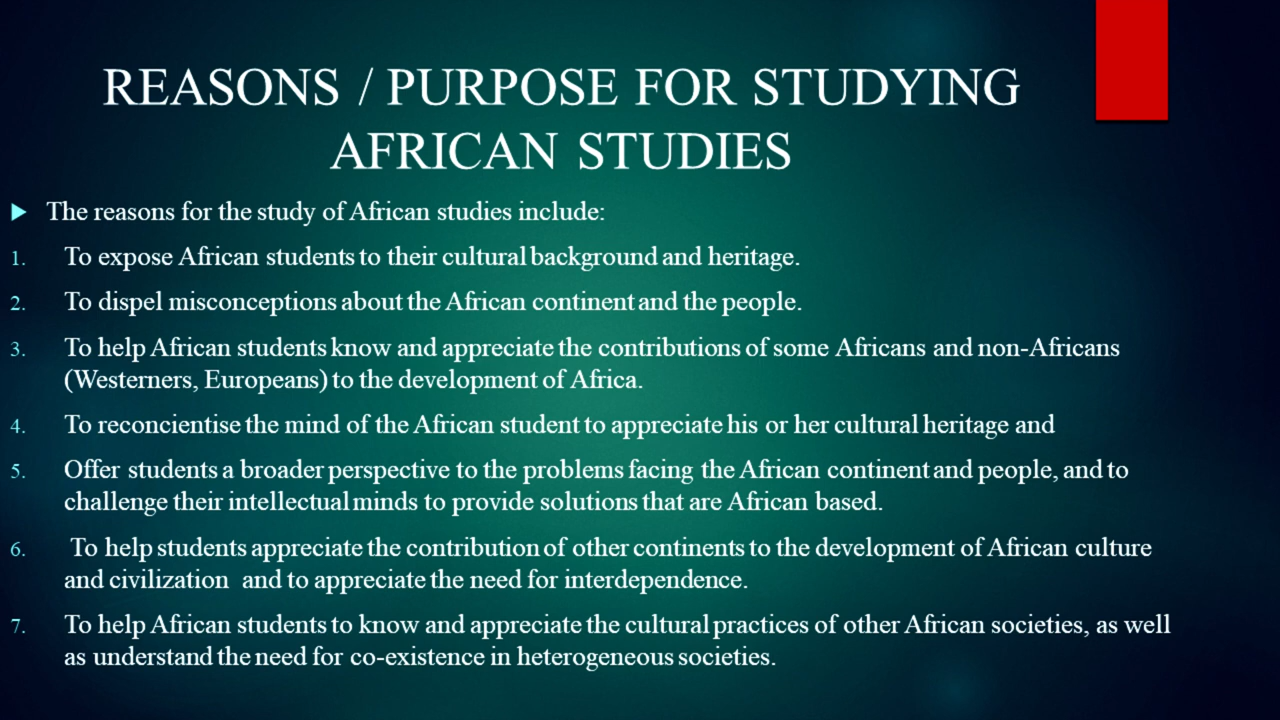 REASONS / PURPOSE FOR STUDYING
AFRICAN STUDIES
The reasons for the study of African studies include:
1. To expose African students to their cultural background and heritage.
2. To dispel misconceptions about the African continent and the people.
3. To help African students know and appreciate the contributions of some Africans and non-Africans
(Westerners, Europeans) to the development of Africa.
4. To reconcientise the mind of the African student to appreciate his or her cultural heritage and
5. Offer students a broader perspective to the problems facing the African continent and people, and to
challenge their intellectual minds to provide solutions that are African based.
6. To help students appreciate the contribution of other continents to the development of African culture
and civilization and to appreciate the need for interdependence.
7. To help African students to know and appreciate the cultural practices of other African societies, as well
as understand the need for co-existence in heterogeneous societies.